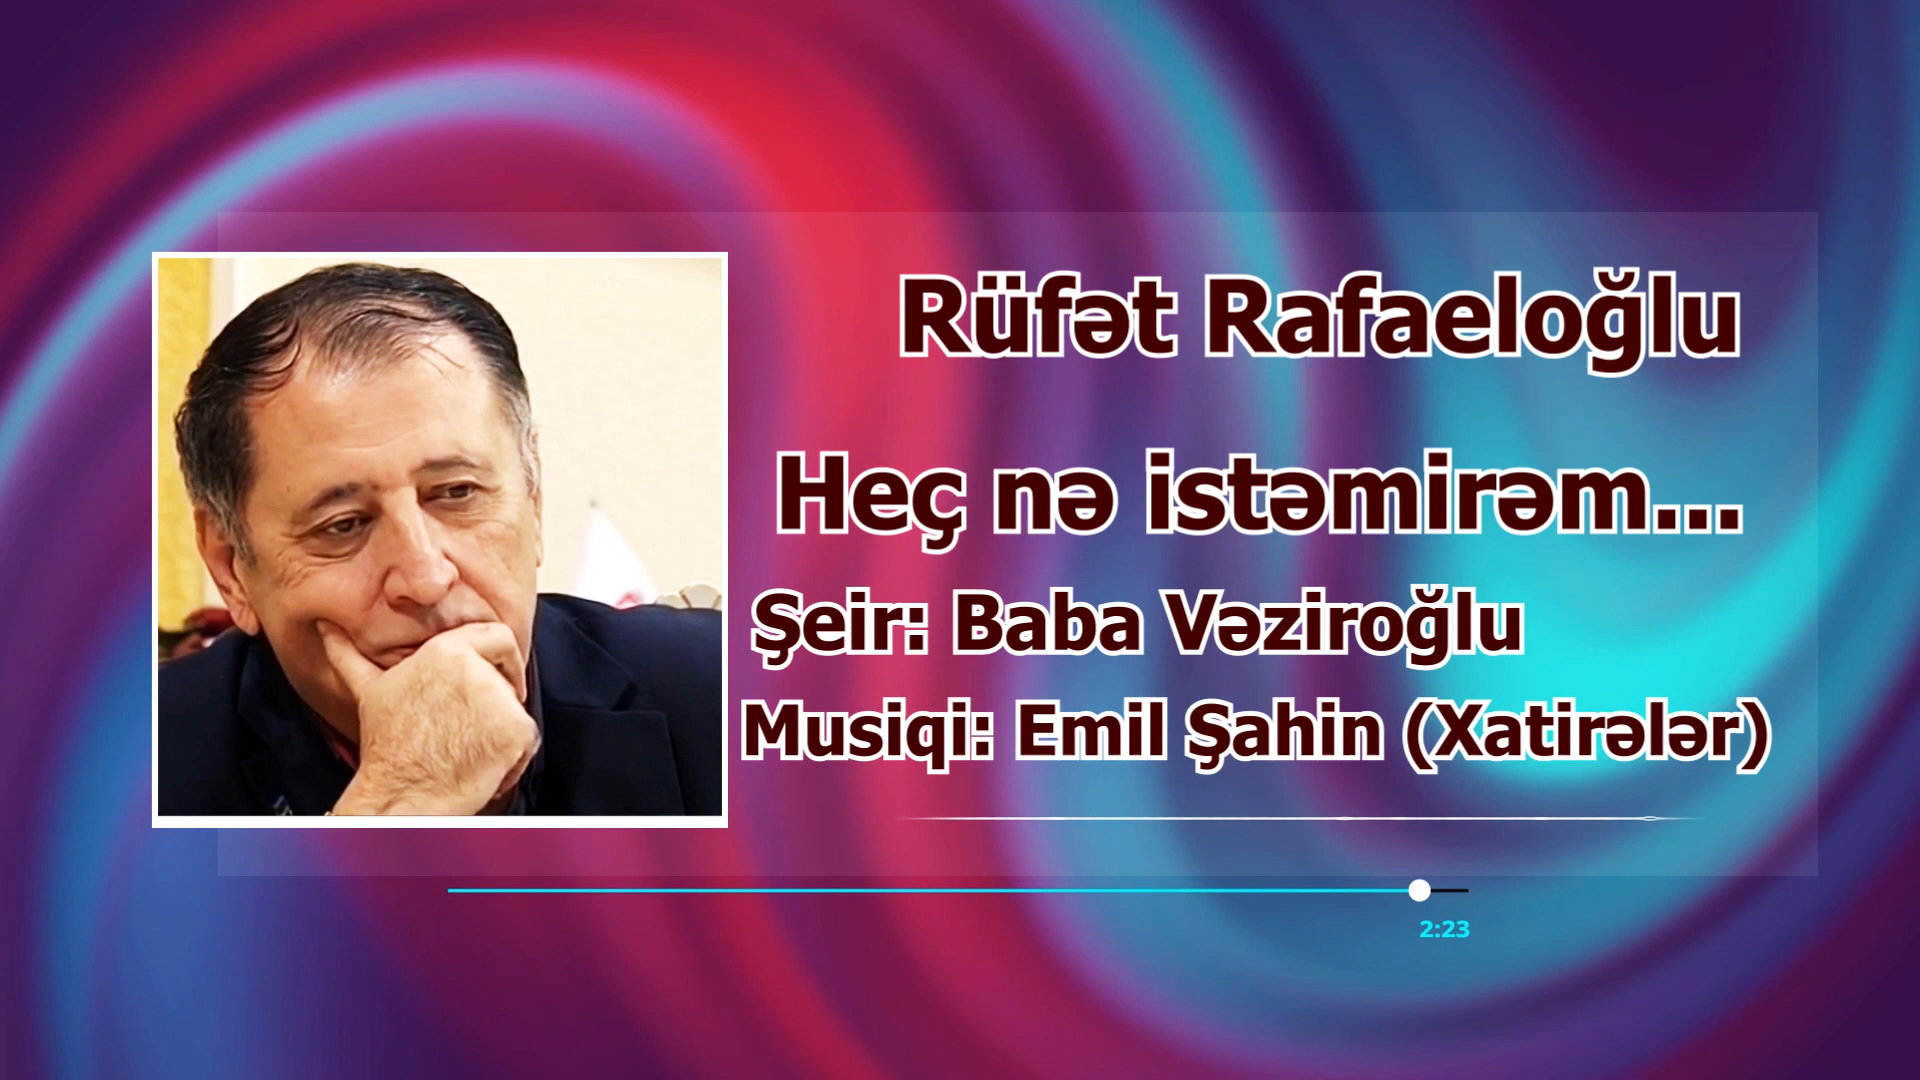 Rüfət Rafaeloğlu
Heç nə istəmirəm...
Şeir: Baba Vəziroğlu
Musiqi: Emil Şahin (Xatirələr)
2:23